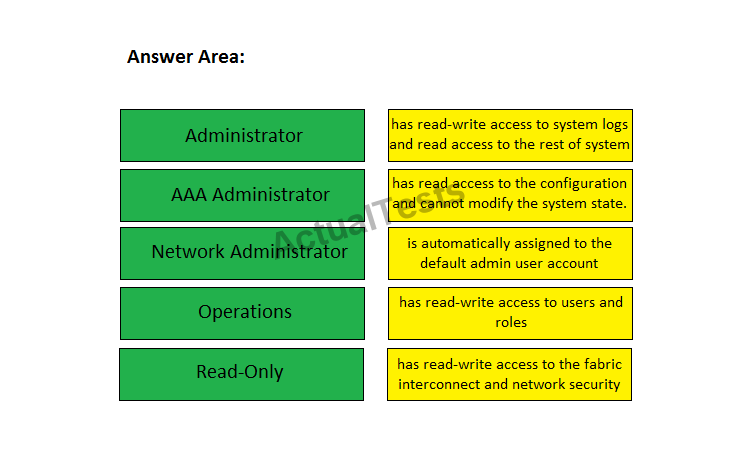 Answer Area:
Administrator
has read-write access to system logs
and read access to the rest of system
AAA Administrator
has read access to the configuration
and cannot modify the system state.
ActualTests
Network Administrator
is automatically assigned to the
default admin user account
Operations
has read-write access to users and
roles
Read-Only
has read-write access to the fabric
interconnect and network security